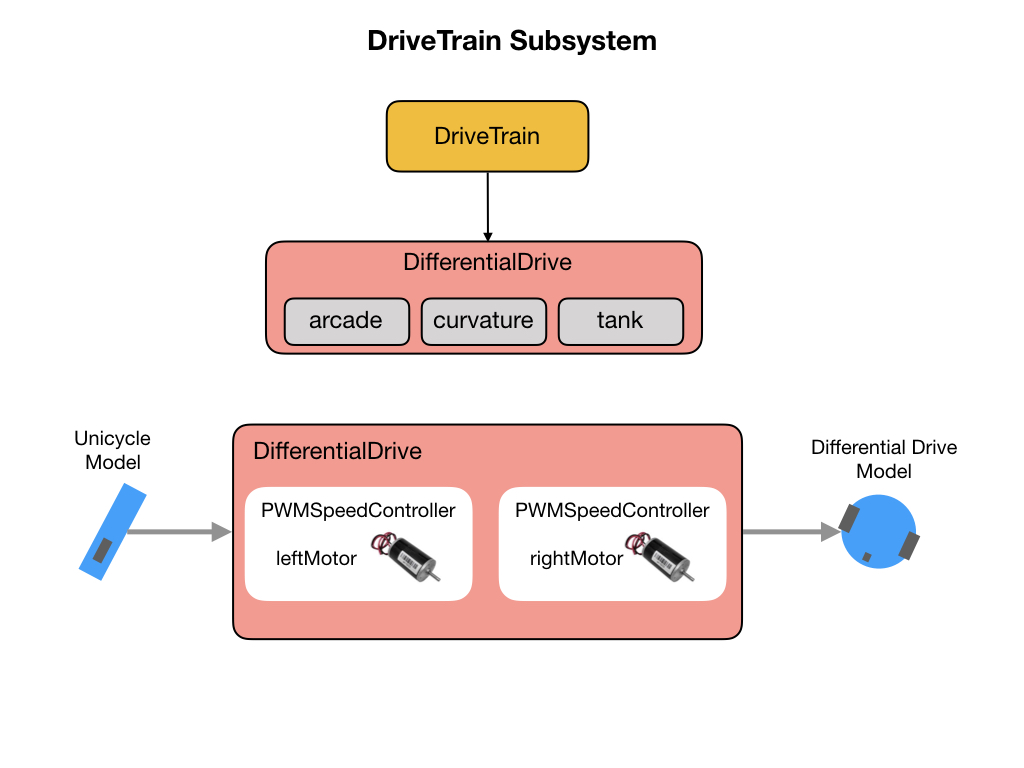 DriveTrain Subsystem
DriveTrain
DifferentialDrive
arcade
curvature
tank
Unicycle
Model
DifferentialDrive
PWMSpeedController
leftMotor
PWMSpeedController
rightMotor
Differential Drive
Model